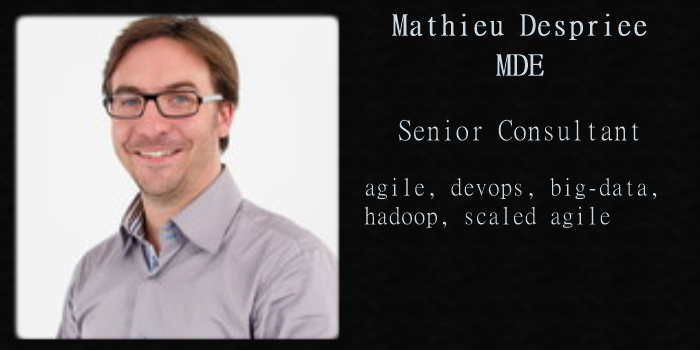 Mathieu Despriee
MDE
Senior Consultant
agile, devops, big-data,
hadoop, scaled agile